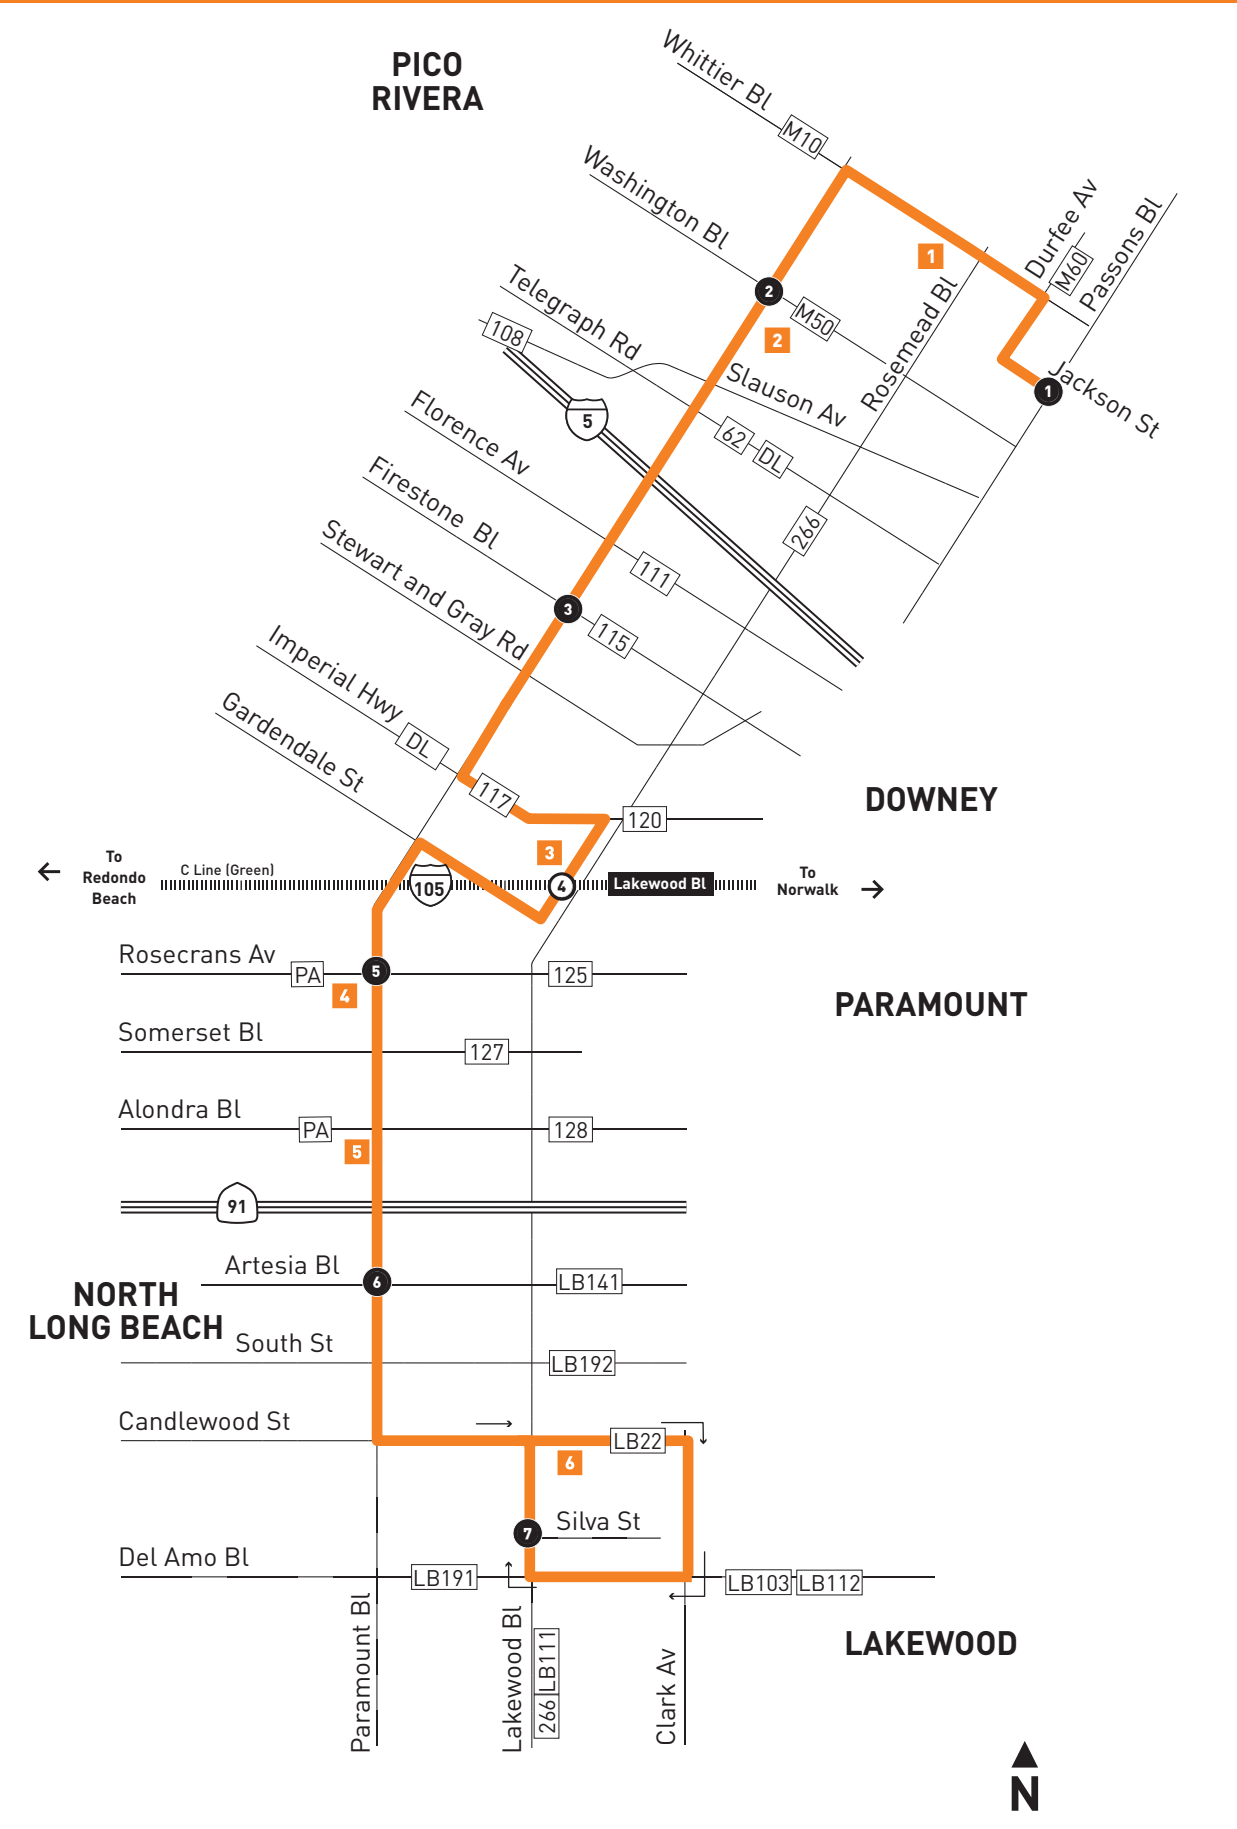 PICO
RIVERA
Whittier Bl
M10
Washington Bl
Durfee Av
M60
Passons Bl
1
2
M50
2
Rosemead Bl
Telegraph Rd
108
Slauson Av
Jackson St
1
5
62
DL
Florence Av
266
Firestone Bl
111
Stewart and Gray Rd
3
115
Imperial Hwy
DL
Gardendale St
117
120
DOWNEY
3
To
Redondo
Beach
C Line (Green)
105
4
Lakewood Bl
To
Norwalk
Rosecrans Av
PA
5
125
4
PARAMOUNT
Somerset Bl
127
Alondra Bl
PA
128
5
91
Artesia Bl
6
LB141
NORTH
LONG BEACH
South St
LB192
Candlewood St
LB22
6
7
Silva St
Del Amo Bl
LB191
LB103
LB112
Paramount Bl
Lakewood Bl
266
LB111
Clark Av
LAKEWOOD
N